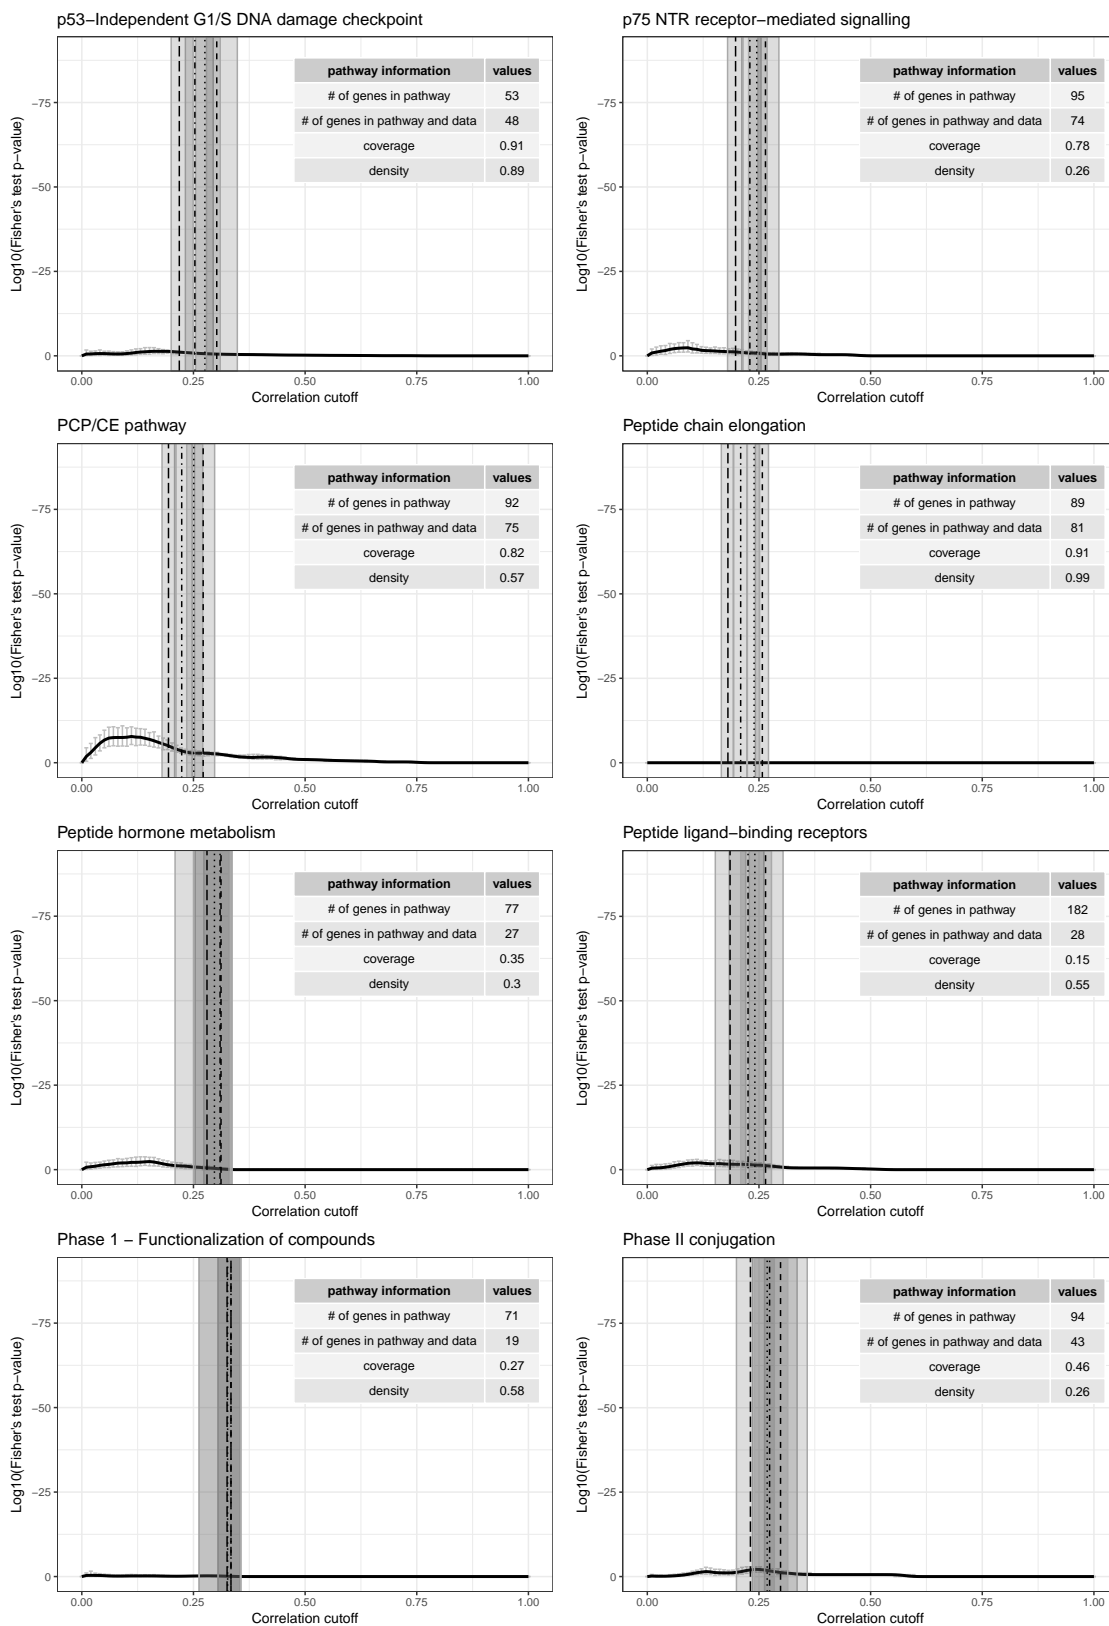 p53−Independent G1/S DNA damage checkpoint
pathway information values
# of genes in pathway 53
# of genes in pathway and data 48
coverage 0.91
density 0.89
−75
−50
−25
0
Log10(Fisher's test p−value)
0.00 0.25 0.50 0.75 1.00
Correlation cutoff
p75 NTR receptor−mediated signalling
pathway information values
# of genes in pathway 95
# of genes in pathway and data 74
coverage 0.78
density 0.26
−75
−50
−25
0
Log10(Fisher's test p−value)
0.00 0.25 0.50 0.75 1.00
Correlation cutoff
PCP/CE pathway
pathway information values
# of genes in pathway 92
# of genes in pathway and data 75
coverage 0.82
density 0.57
−75
−50
−25
0
Log10(Fisher's test p−value)
0.00 0.25 0.50 0.75 1.00
Correlation cutoff
Peptide chain elongation
pathway information values
# of genes in pathway 89
# of genes in pathway and data 81
coverage 0.91
density 0.99
−75
−50
−25
0
Log10(Fisher's test p−value)
0.00 0.25 0.50 0.75 1.00
Correlation cutoff
Peptide hormone metabolism
pathway information values
# of genes in pathway 77
# of genes in pathway and data 27
coverage 0.35
density 0.3
−75
−50
−25
0
Log10(Fisher's test p−value)
0.00 0.25 0.50 0.75 1.00
Correlation cutoff
Peptide ligand−binding receptors
pathway information values
# of genes in pathway 182
# of genes in pathway and data 28
coverage 0.15
density 0.55
−75
−50
−25
0
Log10(Fisher's test p−value)
0.00 0.25 0.50 0.75 1.00
Correlation cutoff
Phase 1 − Functionalization of compounds
pathway information values
# of genes in pathway 71
# of genes in pathway and data 19
coverage 0.27
density 0.58
−75
−50
−25
0
Log10(Fisher's test p−value)
0.00 0.25 0.50 0.75 1.00
Correlation cutoff
Phase II conjugation
pathway information values
# of genes in pathway 94
# of genes in pathway and data 43
coverage 0.46
density 0.26
−75
−50
−25
0
Log10(Fisher's test p−value)
0.00 0.25 0.50 0.75 1.00
Correlation cutoff